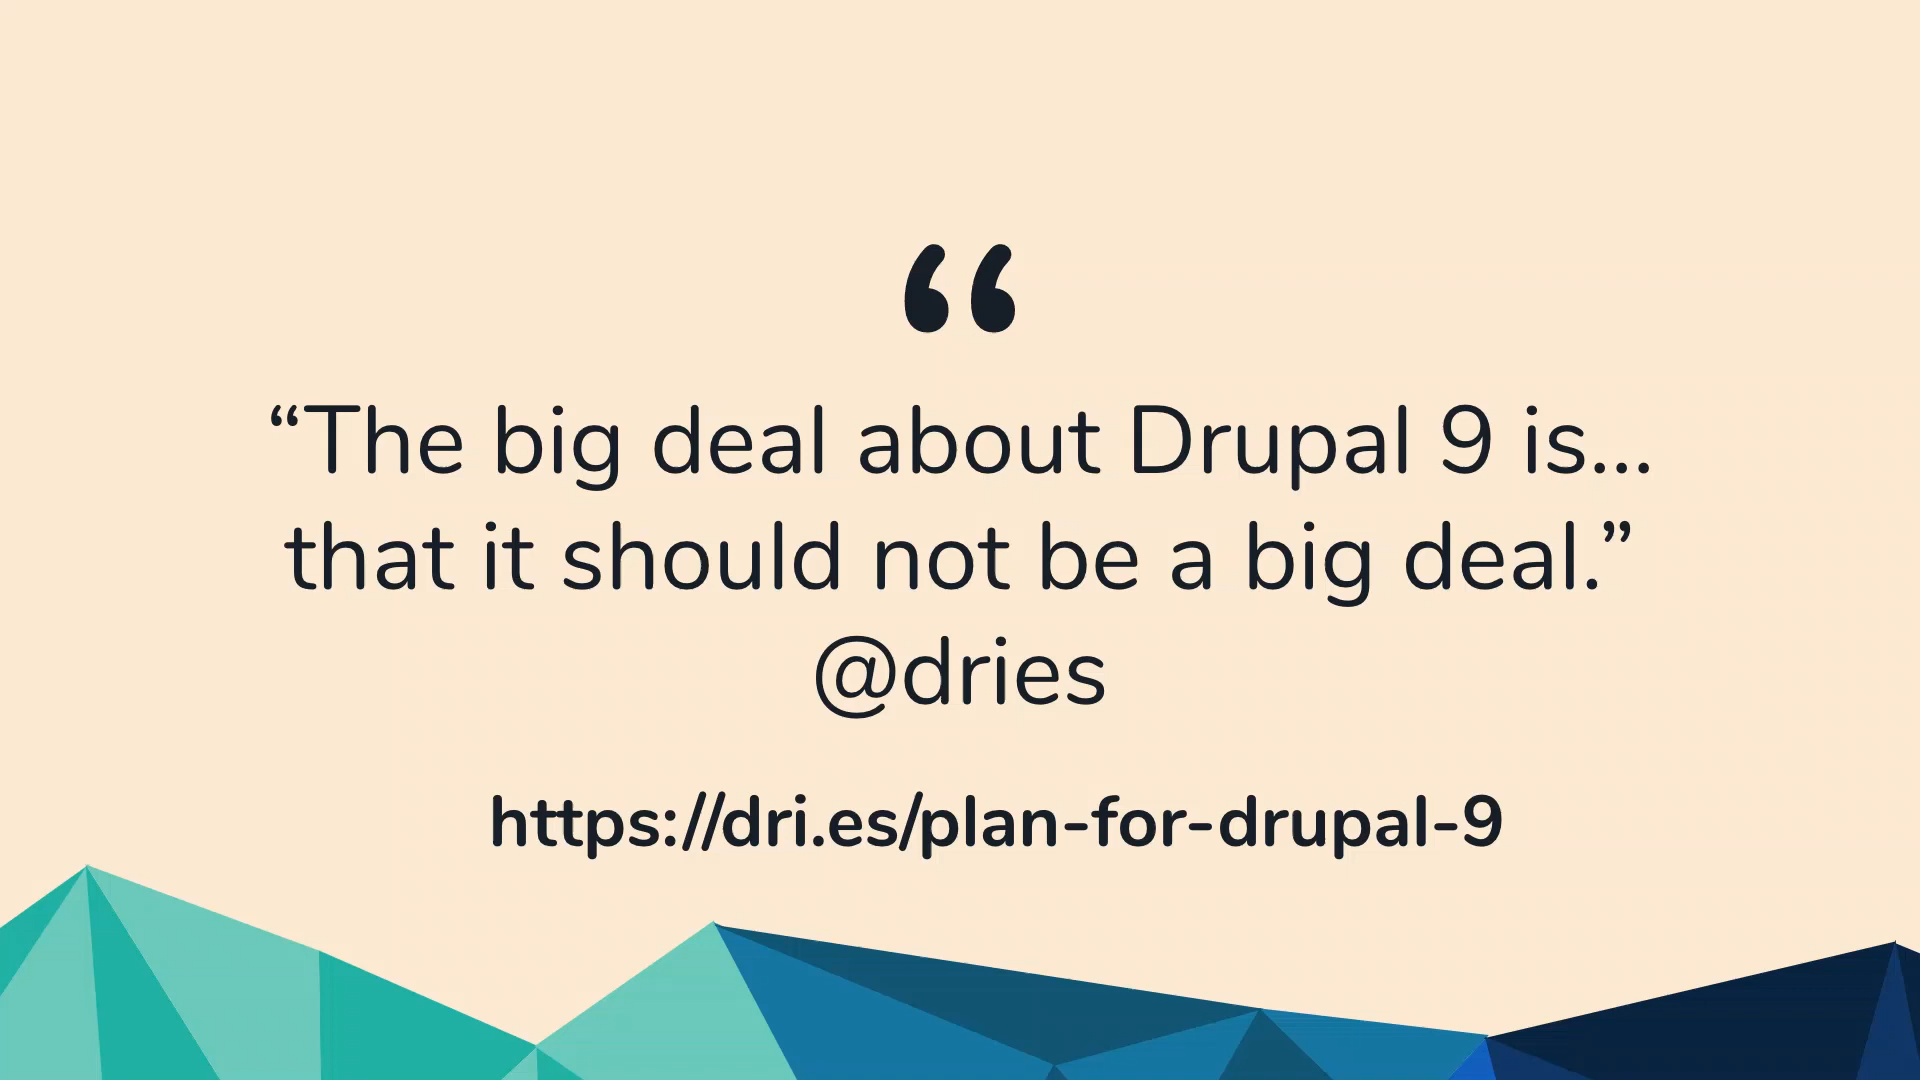 “
“The big deal about Drupal 9 is...
that it should not be a big deal.”
@dries
https://dri.es/plan-for-drupal-9